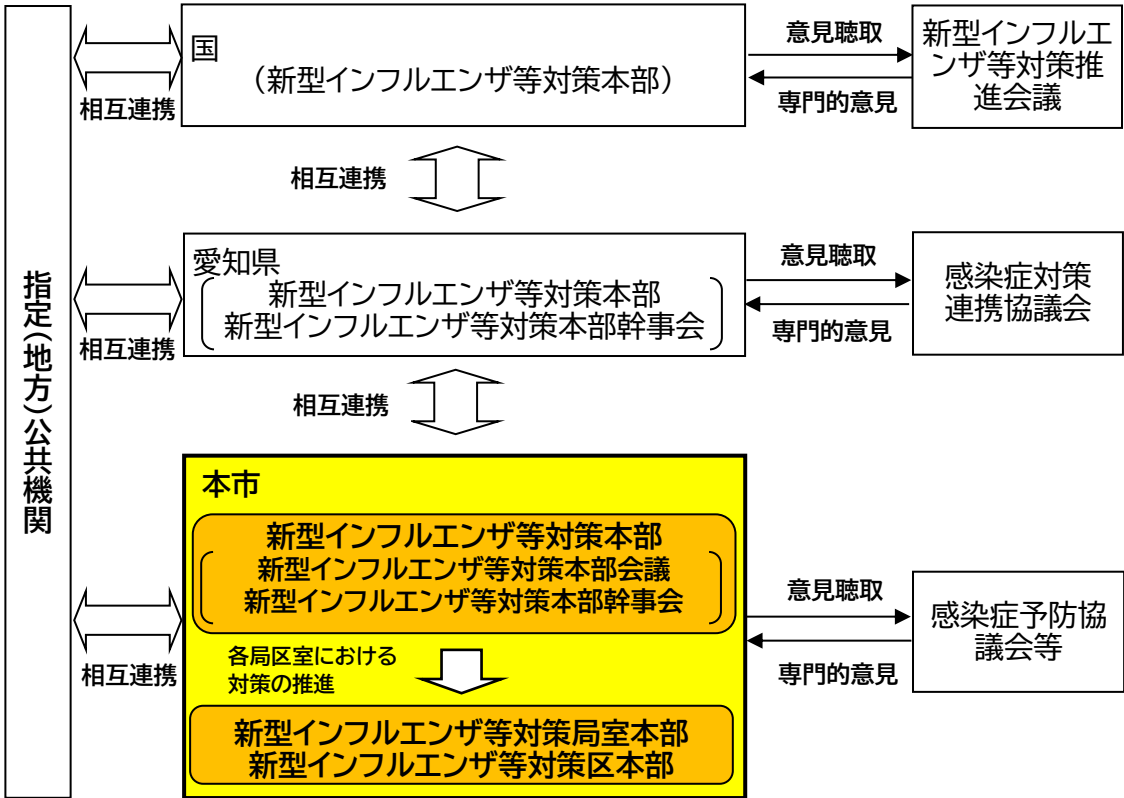 指定(地方)公共機関
相互連携
国
(新型インフルエンザ等対策本部)
意見聴取
専門的意見
新型インフルエ
ンザ等対策推
進会議
相互連携
相互連携
愛知県
新型インフルエンザ等対策本部
新型インフルエンザ等対策本部幹事会
意見聴取
専門的意見
感染症対策
連携協議会
相互連携
相互連携
本市
新型インフルエンザ等対策本部
新型インフルエンザ等対策本部会議
新型インフルエンザ等対策本部幹事会
各局区室における
対策の推進
新型インフルエンザ等対策局室本部
新型インフルエンザ等対策区本部
意見聴取
専門的意見
感染症予防協
議会等